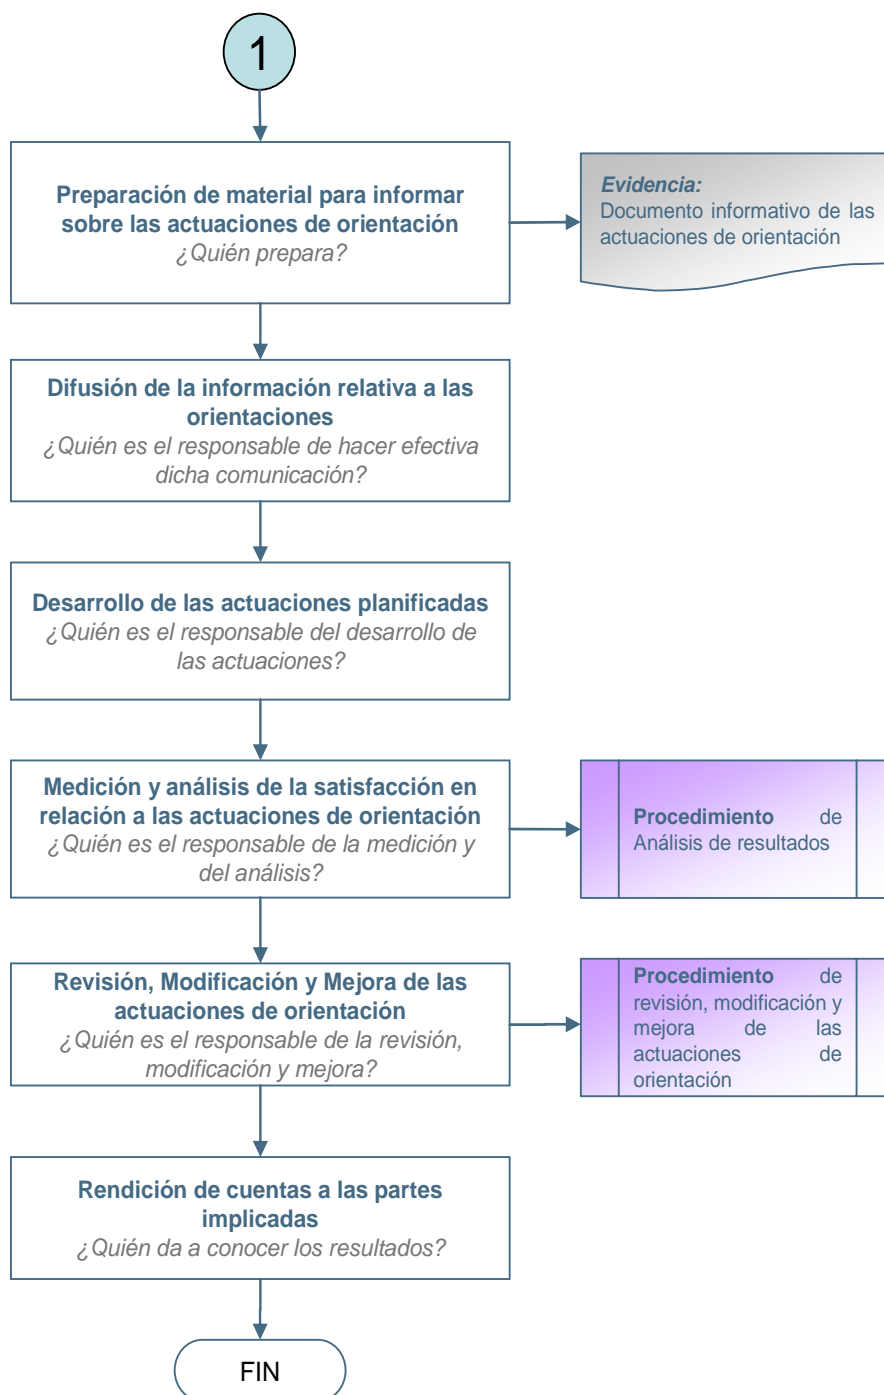 1
Preparación de material para informar
sobre las actuaciones de orientación
¿Quién prepara?
Evidencia:
Documento informativo de las
actuaciones de orientación
Difusión de la información relativa a las
orientaciones
¿Quién es el responsable de hacer efectiva
dicha comunicación?
Desarrollo de las actuaciones planificadas
¿Quién es el responsable del desarrollo de
las actuaciones?
Medición y análisis de la satisfacción en
relación a las actuaciones de orientación
¿Quién es el responsable de la medición y
del análisis?
Procedimiento de
Análisis de resultados
Revisión, Modificación y Mejora de las
actuaciones de orientación
¿Quién es el responsable de la revisión,
modificación y mejora?
Procedimiento de
revisión, modificación y
mejora de las
actuaciones de
orientación
Rendición de cuentas a las partes
implicadas
¿Quién da a conocer los resultados?
FIN